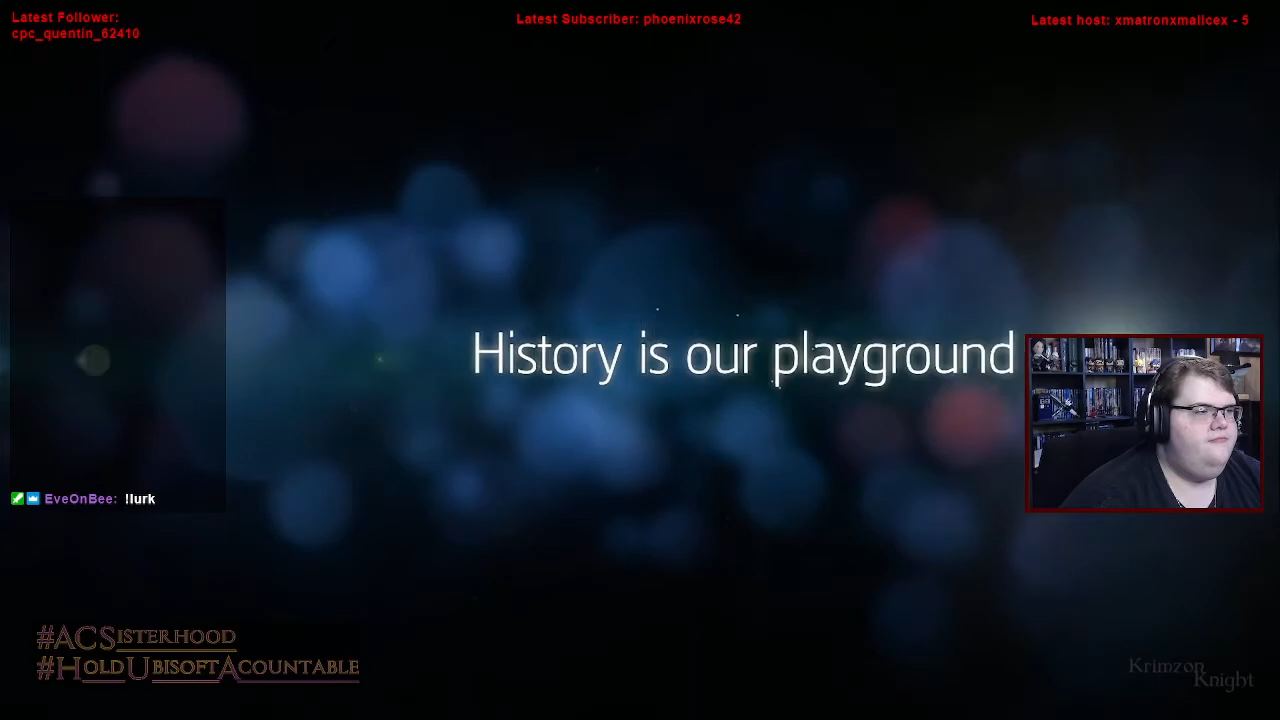 Latest Follower:
cpc_quentin_62410
Latest Subscriber: phoenixrose42
Latest host: xmatronxmalicex - 5
History is our playground
EveOnBee: !lurk
#ACSisterhood
#HoldUbisoftAcountable
Krimzon
Knight